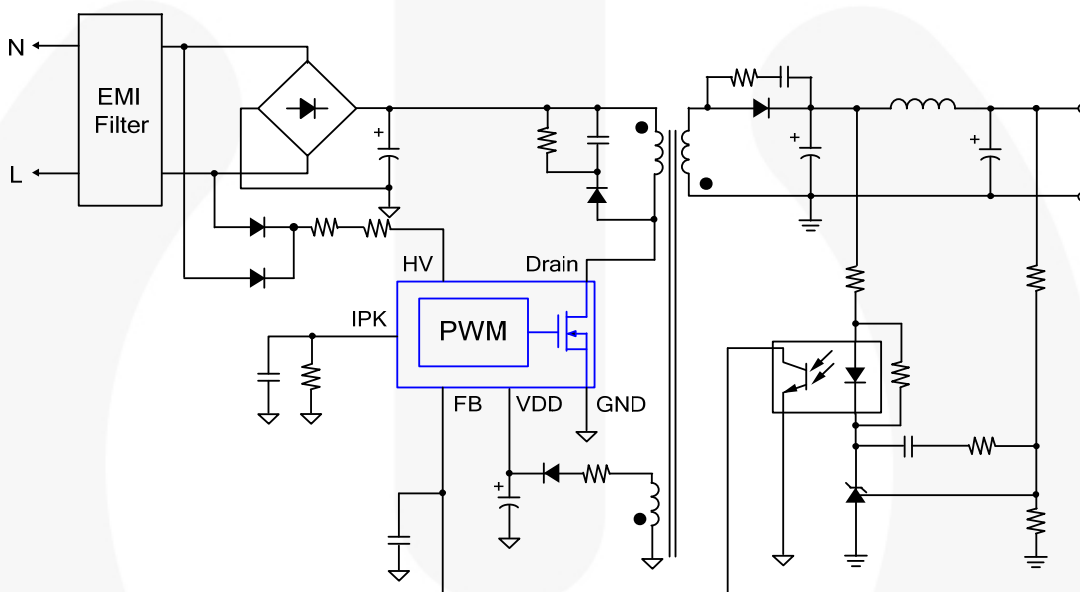 N
EMI
Filter
L
+
+
+
HV
Drain
IPK
PWM
FB
VDD
GND
+